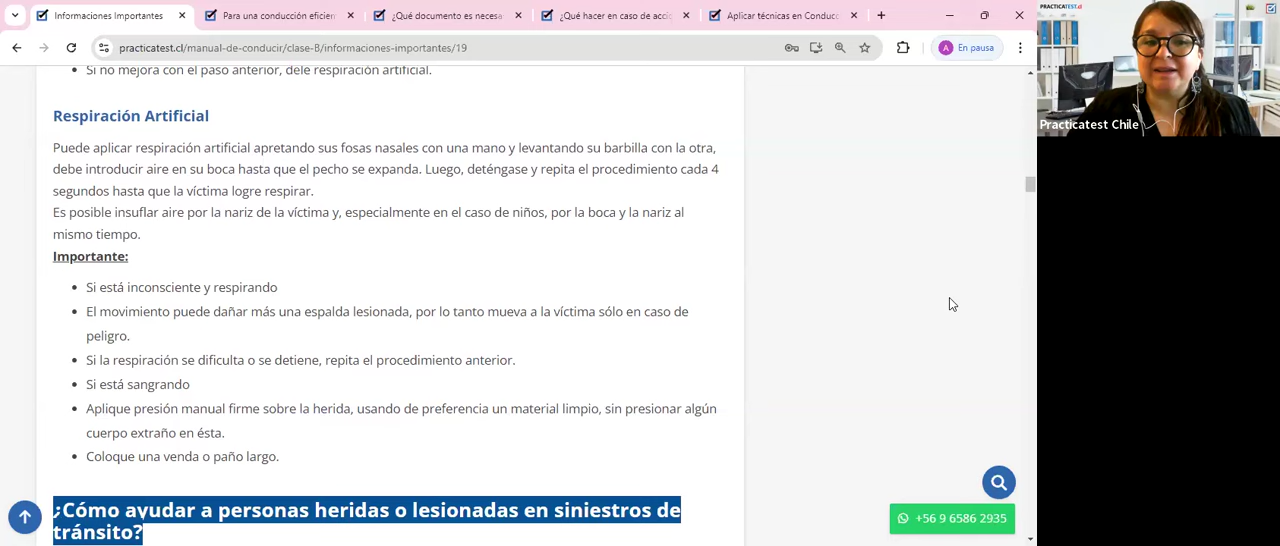 Informaciones Importantes
Para una conducción eficien
¿Qué documento es necesa
¿Qué hacer en caso de acci
Aplicar técnicas en Conducc
practicatest.cl/manual-de-conducir/clase-B/informaciones-importantes/19
A En pausa
Si no mejora con el paso anterior, dele respiración artificial.
Respiración Artificial
Puede aplicar respiración artificial apretando sus fosas nasales con una mano y levantando su barbilla con la otra,
debe introducir aire en su boca hasta que el pecho se expanda. Luego, deténgase y repita el procedimiento cada 4
segundos hasta que la víctima logre respirar.
Es posible insuflar aire por la nariz de la víctima y, especialmente en el caso de niños, por la boca y la nariz al
mismo tiempo.
Importante:
Si está inconsciente y respirando
El movimiento puede dañar más una espalda lesionada, por lo tanto mueva a la víctima sólo en caso de
peligro.
Si la respiración se dificulta o se detiene, repita el procedimiento anterior.
Si está sangrando
Aplique presión manual firme sobre la herida, usando de preferencia un material limpio, sin presionar algún
cuerpo extraño en ésta.
Coloque una venda o paño largo.
¿Cómo ayudar a personas heridas o lesionadas en siniestros de
tránsito?
+56 9 6586 2935
PRACTICATEST.CL
Practicatest Chile